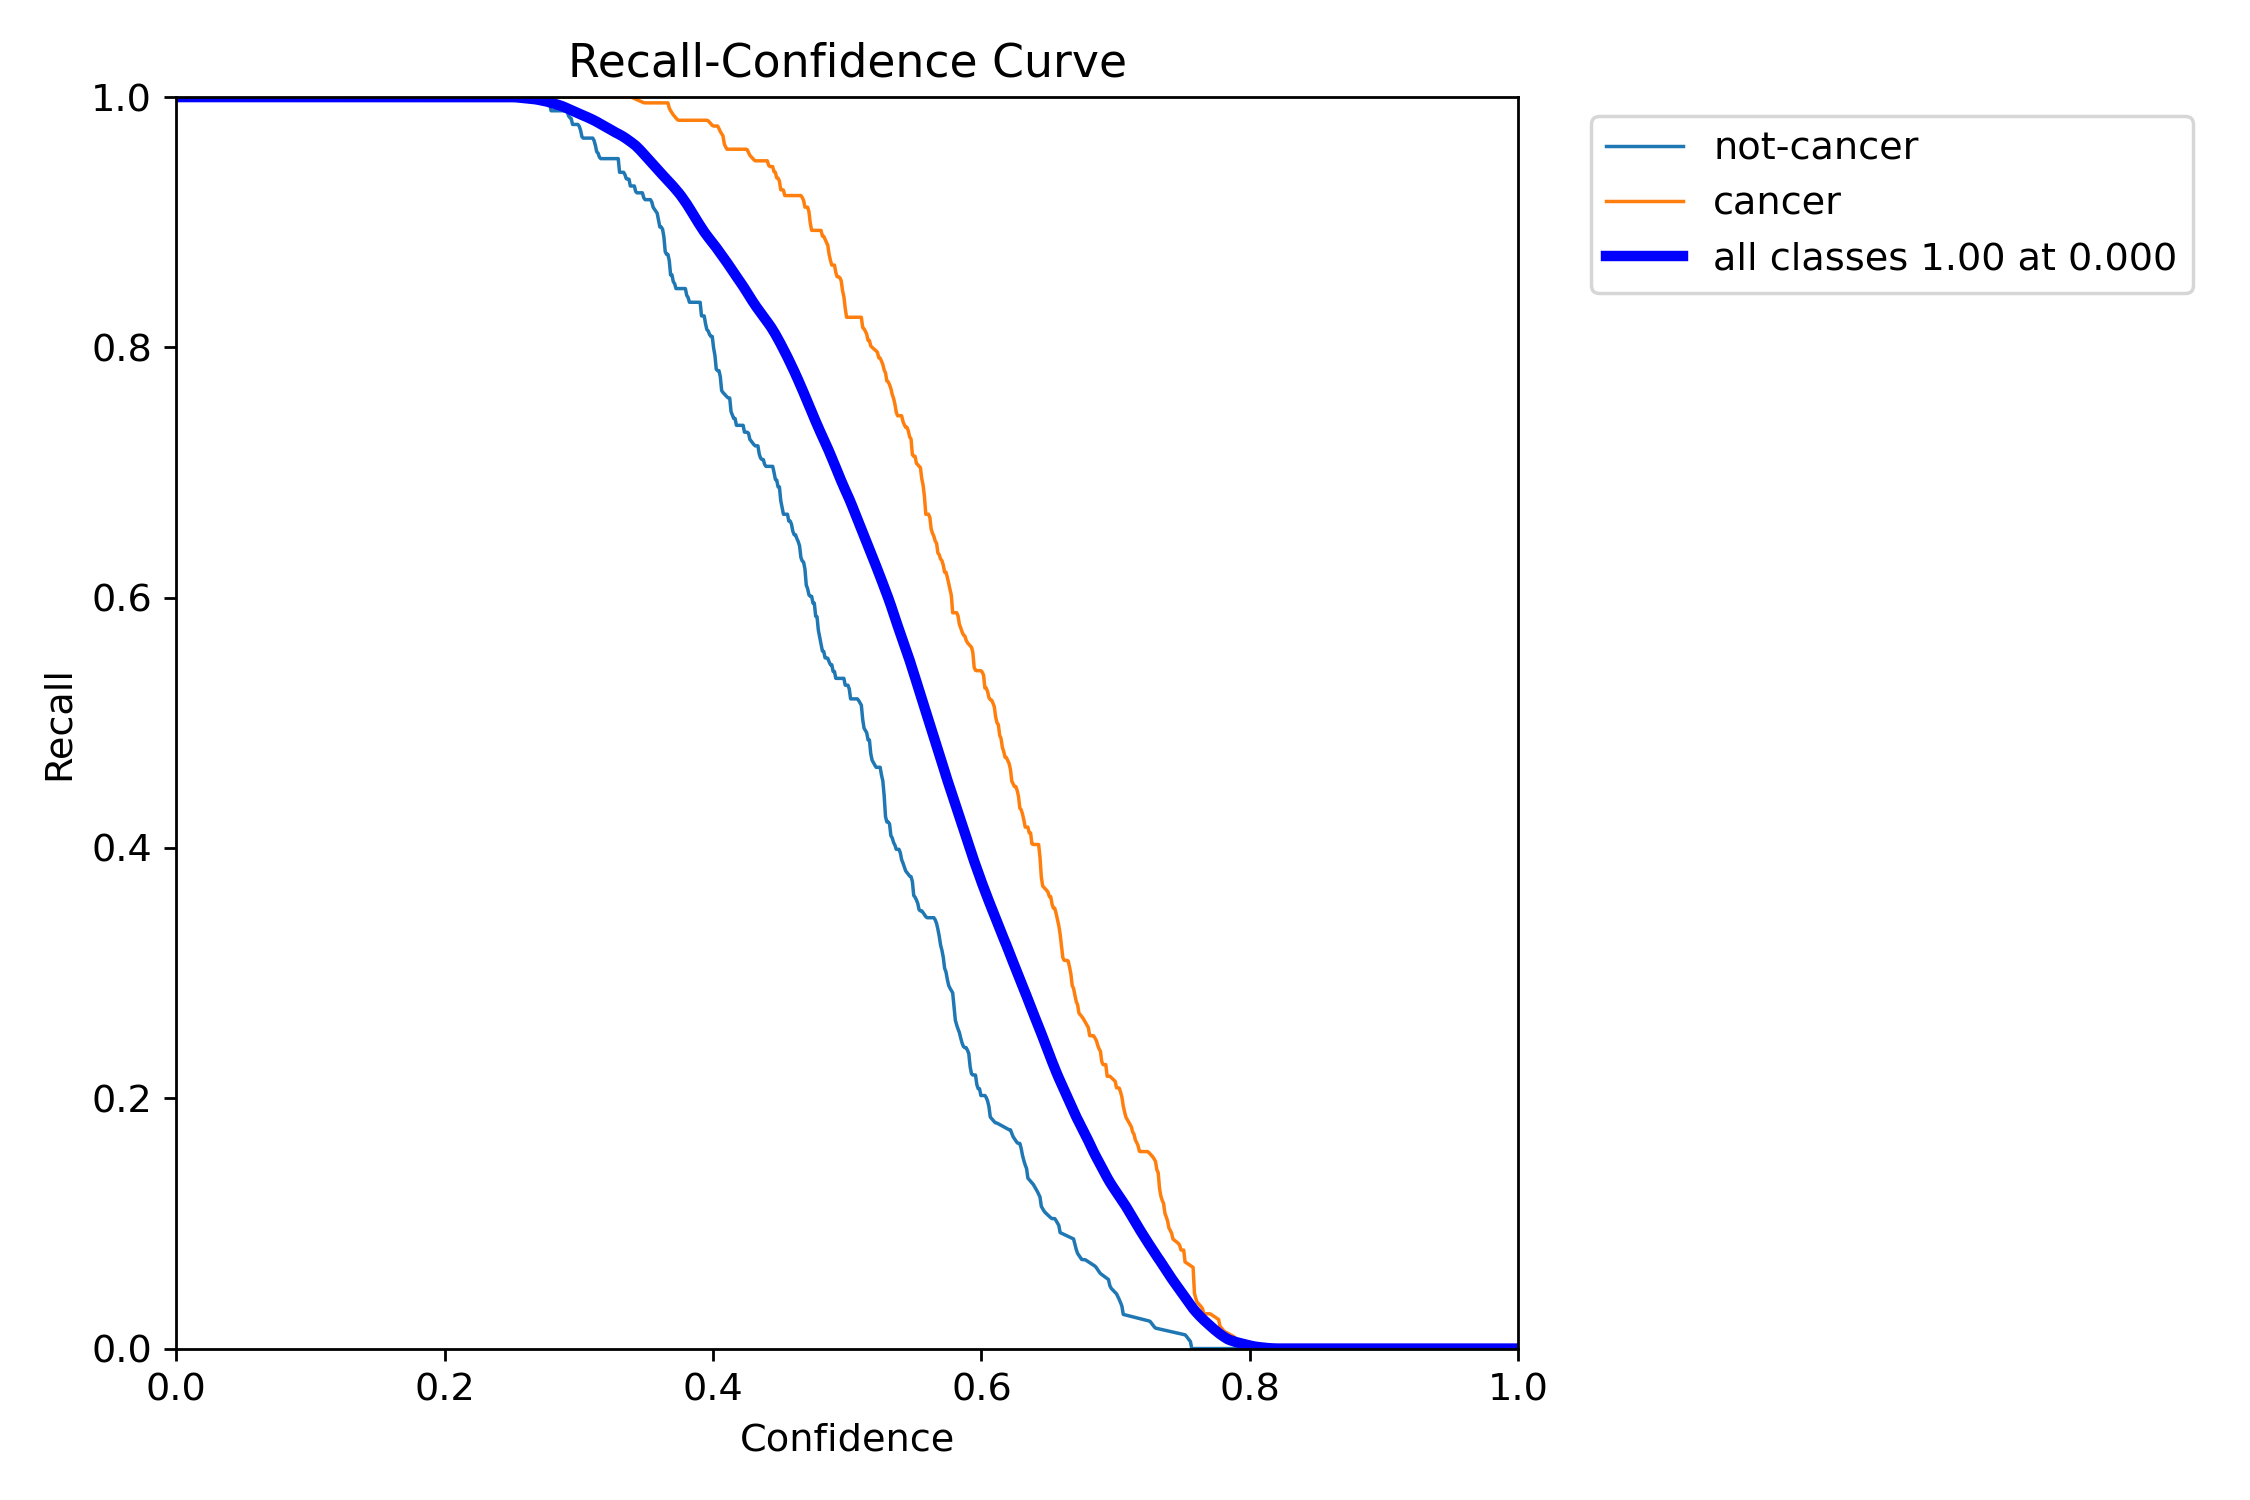 Recall-Confidence Curve
not-cancer
cancer
all classes 1.00 at 0.000
1.0
0.8
0.6
0.4
0.2
0.0
Recall
0.0 0.2 0.4 0.6 0.8 1.0
Confidence